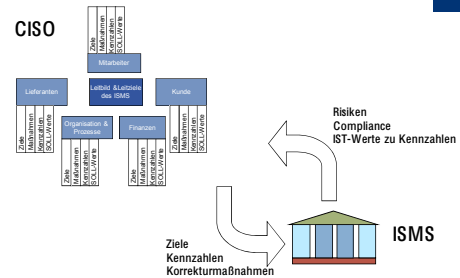 CISO
Ziele
Maßnahmen
Kennzahlen
SOLL-Werte
Mitarbeiter
Lieferanten
Leitbild &Leitziele
des ISMS
Kunde
Ziele
Maßnahmen
Kennzahlen
SOLL-Werte
Organisation &
Prozesse
Finanzen
Ziele
Maßnahmen
Kennzahlen
SOLL-Werte
Ziele
Maßnahmen
Kennzahlen
SOLL-Werte
Ziele
Maßnahmen
Kennzahlen
SOLL-Werte
Risiken
Compliance
IST-Werte zu Kennzahlen
ISMS
Ziele
Kennzahlen
Korrekturmaßnahmen